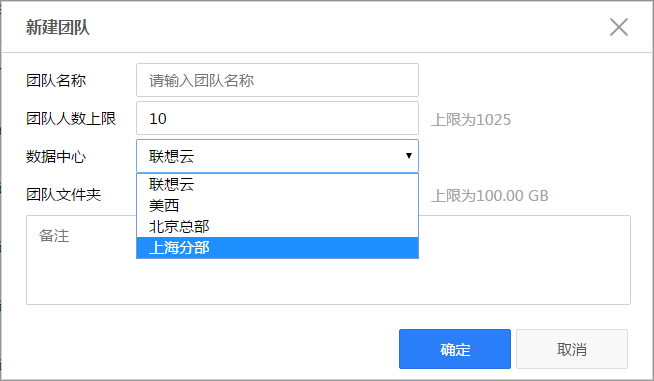 新建团队
团队名称 请输入团队名称
团队人数上限 10 上限为1025
数据中心 联想云
团队文件夹 上限为100.00 GB
联想云
美西
北京总部
上海分部
备注
确定 取消